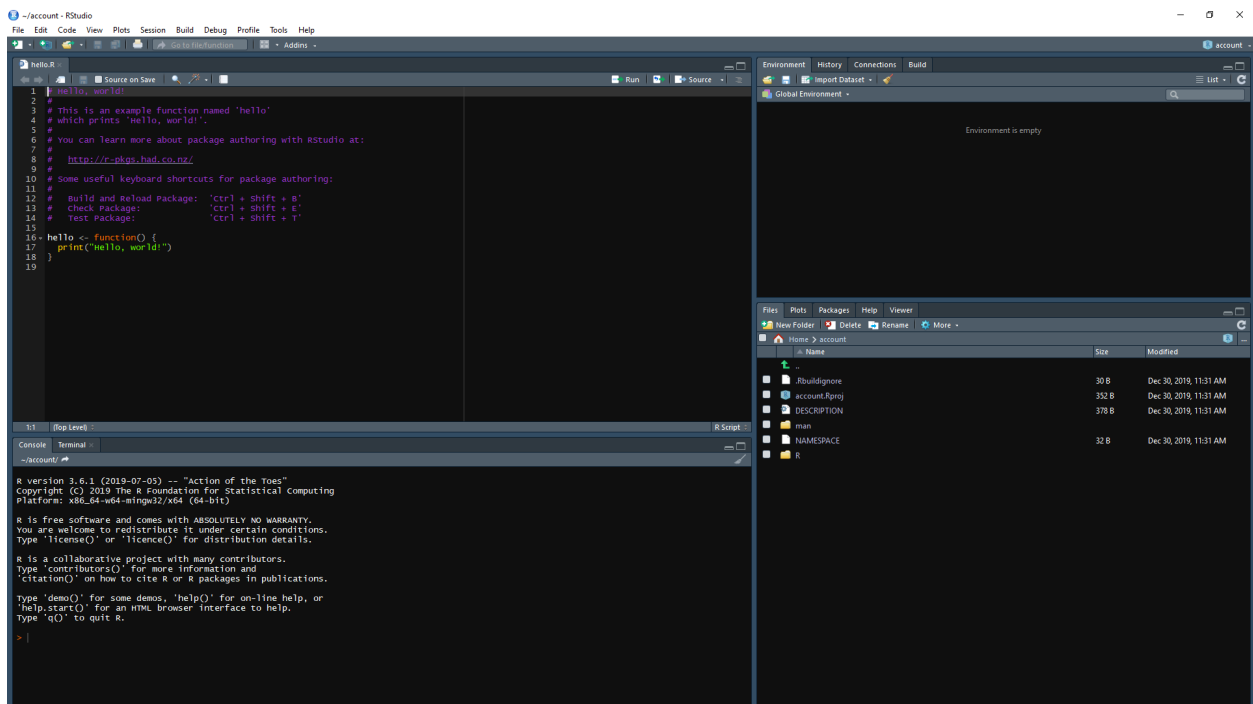 ~/account - RStudio
File Edit Code View Plots Session Build Debug Profile Tools Help
Go to file/function Addins account
hello.R
Source on Save Run Source
1 # Hello, world!
2 #
3 # This is an example function named 'hello'
4 # which prints 'Hello, world!'.
5 #
6 # You can learn more about package authoring with RStudio at:
7 #
8 #   http://r-pkgs.had.co.nz/
9 #
10 # Some useful keyboard shortcuts for package authoring:
11 #
12 #   Build and Reload Package:  'Ctrl + Shift + B'
13 #   Check Package:             'Ctrl + Shift + E'
14 #   Test Package:              'Ctrl + Shift + T'
15
16 hello <- function() {
17   print("Hello, world!")
18 }
19
1:1 (Top Level) R Script
Console Terminal
~/account/
R version 3.6.1 (2019-07-05) -- "Action of the Toes"
Copyright (C) 2019 The R Foundation for Statistical Computing
Platform: x86_64-w64-mingw32/x64 (64-bit)
R is free software and comes with ABSOLUTELY NO WARRANTY.
You are welcome to redistribute it under certain conditions.
Type 'license()' or 'licence()' for distribution details.
R is a collaborative project with many contributors.
Type 'contributors()' for more information and
'citation()' on how to cite R or R packages in publications.
Type 'demo()' for some demos, 'help()' for on-line help, or
'help.start()' for an HTML browser interface to help.
Type 'q()' to quit R.
>
Environment History Connections Build
Import Dataset List
Global Environment
Environment is empty
Files Plots Packages Help Viewer
New Folder Delete Rename More
Home > account
Name Size Modified
..
.Rbuildignore 30 B Dec 30, 2019, 11:31 AM
account.Rproj 352 B Dec 30, 2019, 11:31 AM
DESCRIPTION 378 B Dec 30, 2019, 11:31 AM
man
NAMESPACE 32 B Dec 30, 2019, 11:31 AM
R